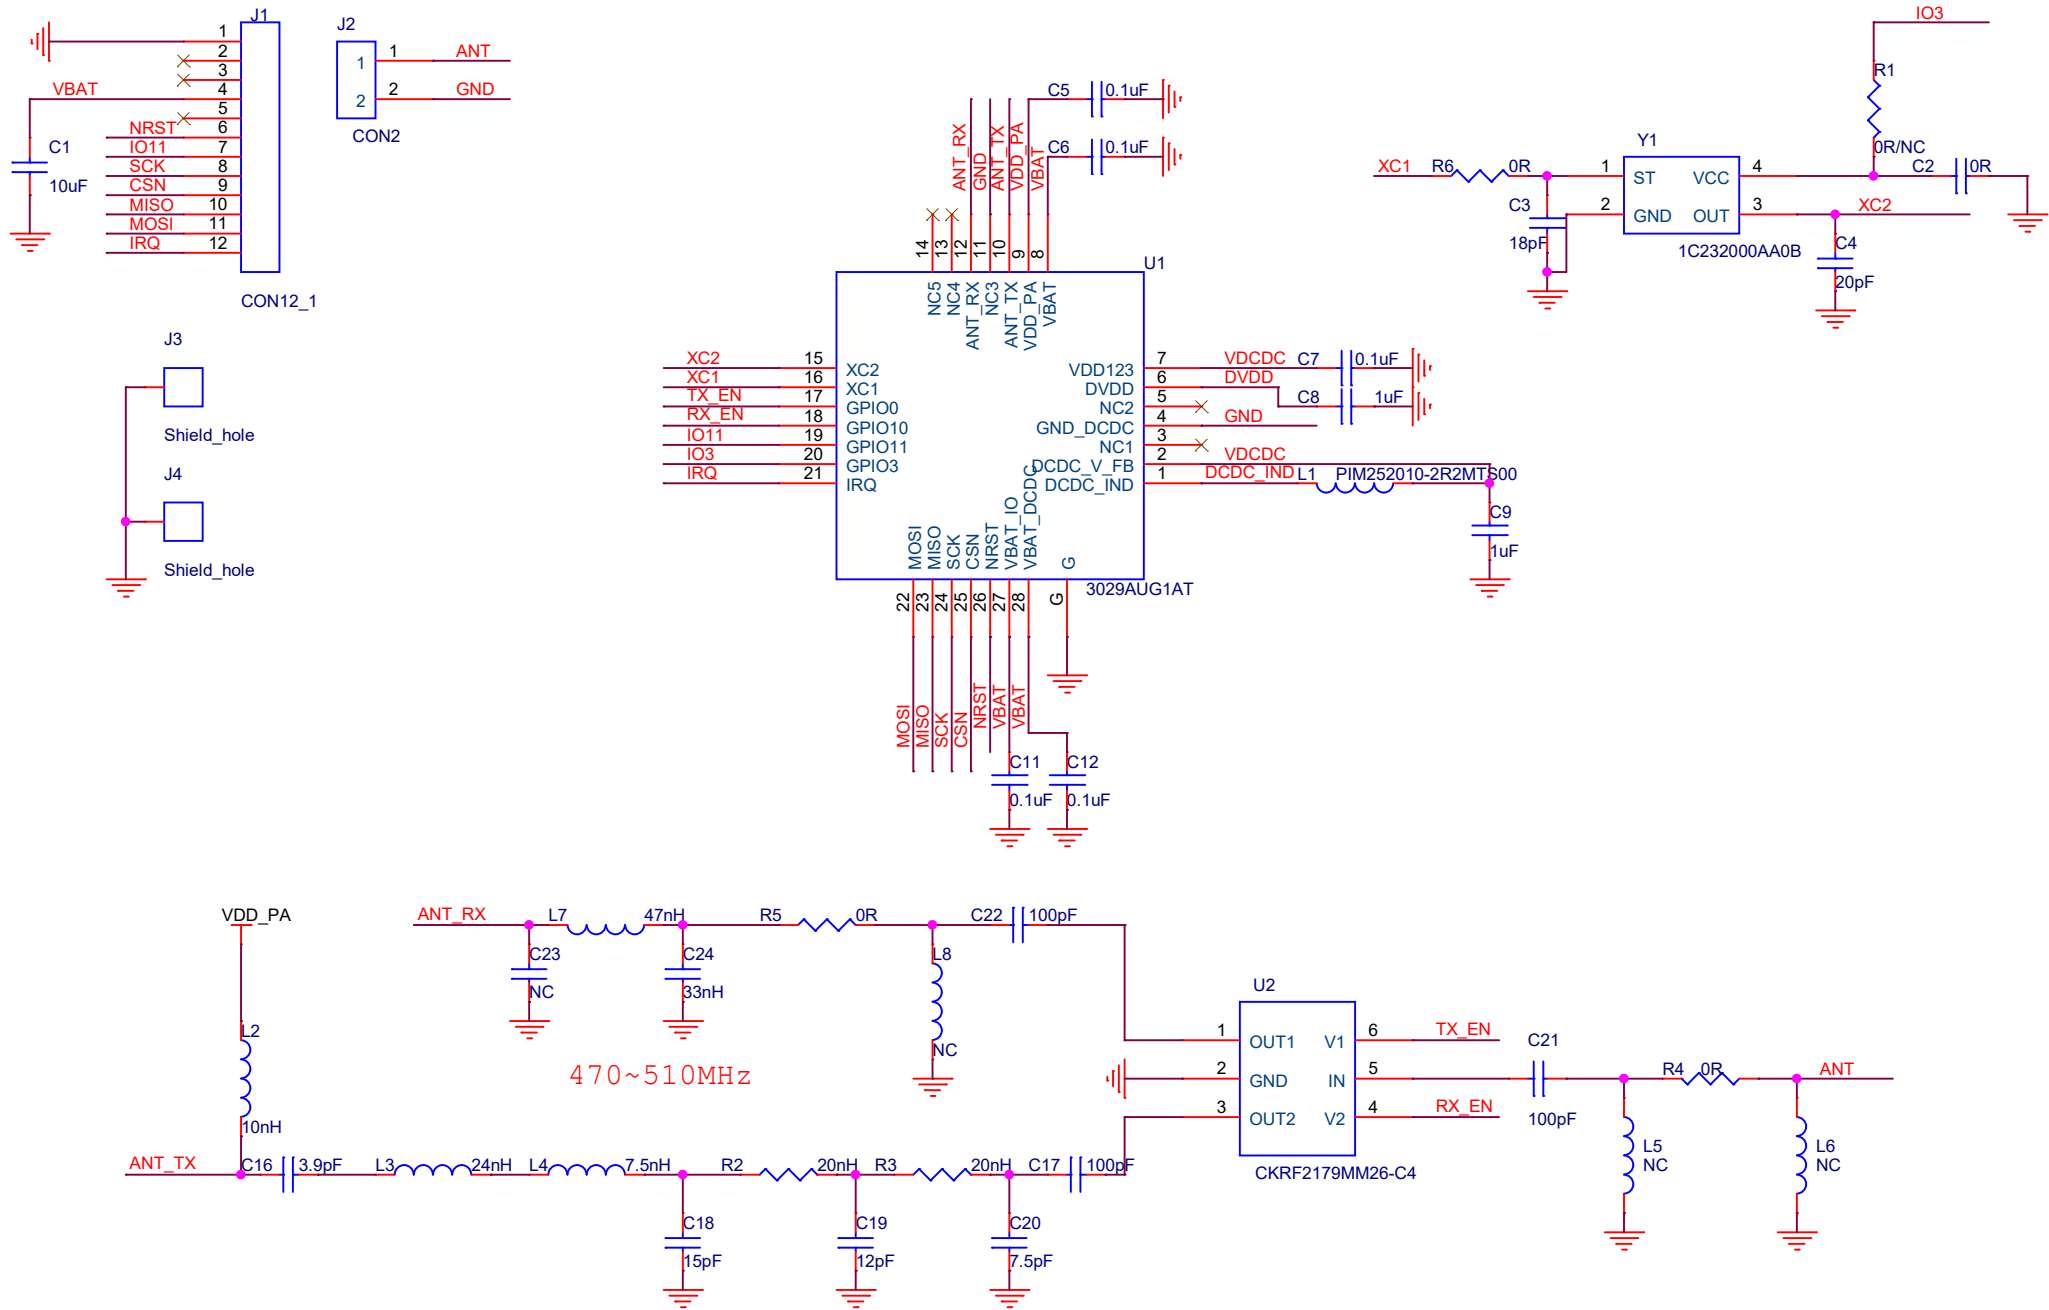 J1
1
2
3
VBAT 4
5
NRST 6
IO11 7
SCK 8
CSN 9
MISO 10
MOSI 11
IRQ 12
CON12_1
C1
10uF
J2
1 1 ANT
2 2 GND
CON2
J3
Shield_hole
J4
Shield_hole
C5 0.1uF
C6 0.1uF
ANT_RX
GND
ANT_TX
VDD_PA
VBAT
14
13
12
11
10
9
8
U1
NC5
NC4
ANT_RX
NC3
ANT_TX
VDD_PA
VBAT
XC2 15 XC2
XC1 16 XC1
TX_EN 17 GPIO0
RX_EN 18 GPIO10
IO11 19 GPIO11
IO3 20 GPIO3
IRQ 21 IRQ
VDD123 7 VDCDC C7 0.1uF
DVDD 6 DVDD
NC2 5 C8 1uF
GND_DCDC 4 GND
NC1 3
DCDC_V_FB 2 VDCDC
DCDC_IND 1 DCDC_IND L1 PIM252010-2R2MTS00
C9
1uF
MOSI
MISO
SCK
CSN
NRST
VBAT_IO
VBAT_DCDC
G
3029AUG1AT
22
23
24
25
26
27
28
G
MOSI
MISO
SCK
CSN
NRST
VBAT
VBAT
C11
0.1uF
C12
0.1uF
IO3
R1
0R/NC
Y1
XC1 R6 0R 1 ST VCC 4 C2 0R
C3 2 GND OUT 3 XC2
18pF
1C232000AA0B
C4
20pF
VDD_PA
L2
10nH
ANT_RX L7 47nH R5 0R C22 100pF
C23
NC
C24
33nH
L8
NC
470~510MHz
U2
1 OUT1 V1 6 TX_EN
2 GND IN 5
3 OUT2 V2 4 RX_EN
CKRF2179MM26-C4
C21
100pF
R4 0R ANT
L5
NC
L6
NC
ANT_TX C16 3.9pF L3 24nH L4 7.5nH R2 20nH R3 20nH C17 100pF
C18
15pF
C19
12pF
C20
7.5pF